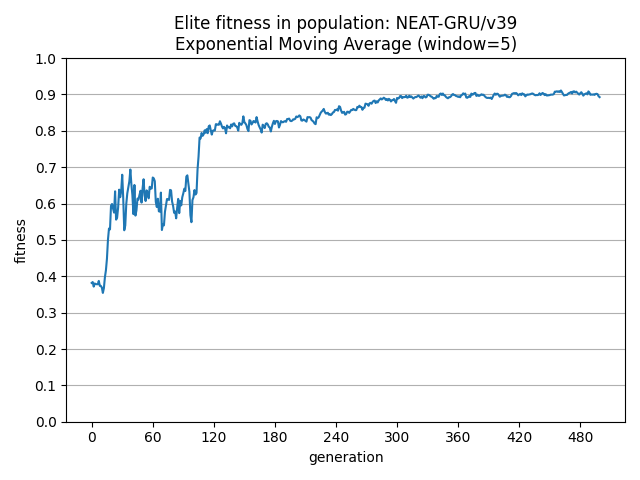 Elite fitness in population: NEAT-GRU/v39
Exponential Moving Average (window=5)
fitness
1.0
0.9
0.8
0.7
0.6
0.5
0.4
0.3
0.2
0.1
0.0
0 60 120 180 240 300 360 420 480
generation